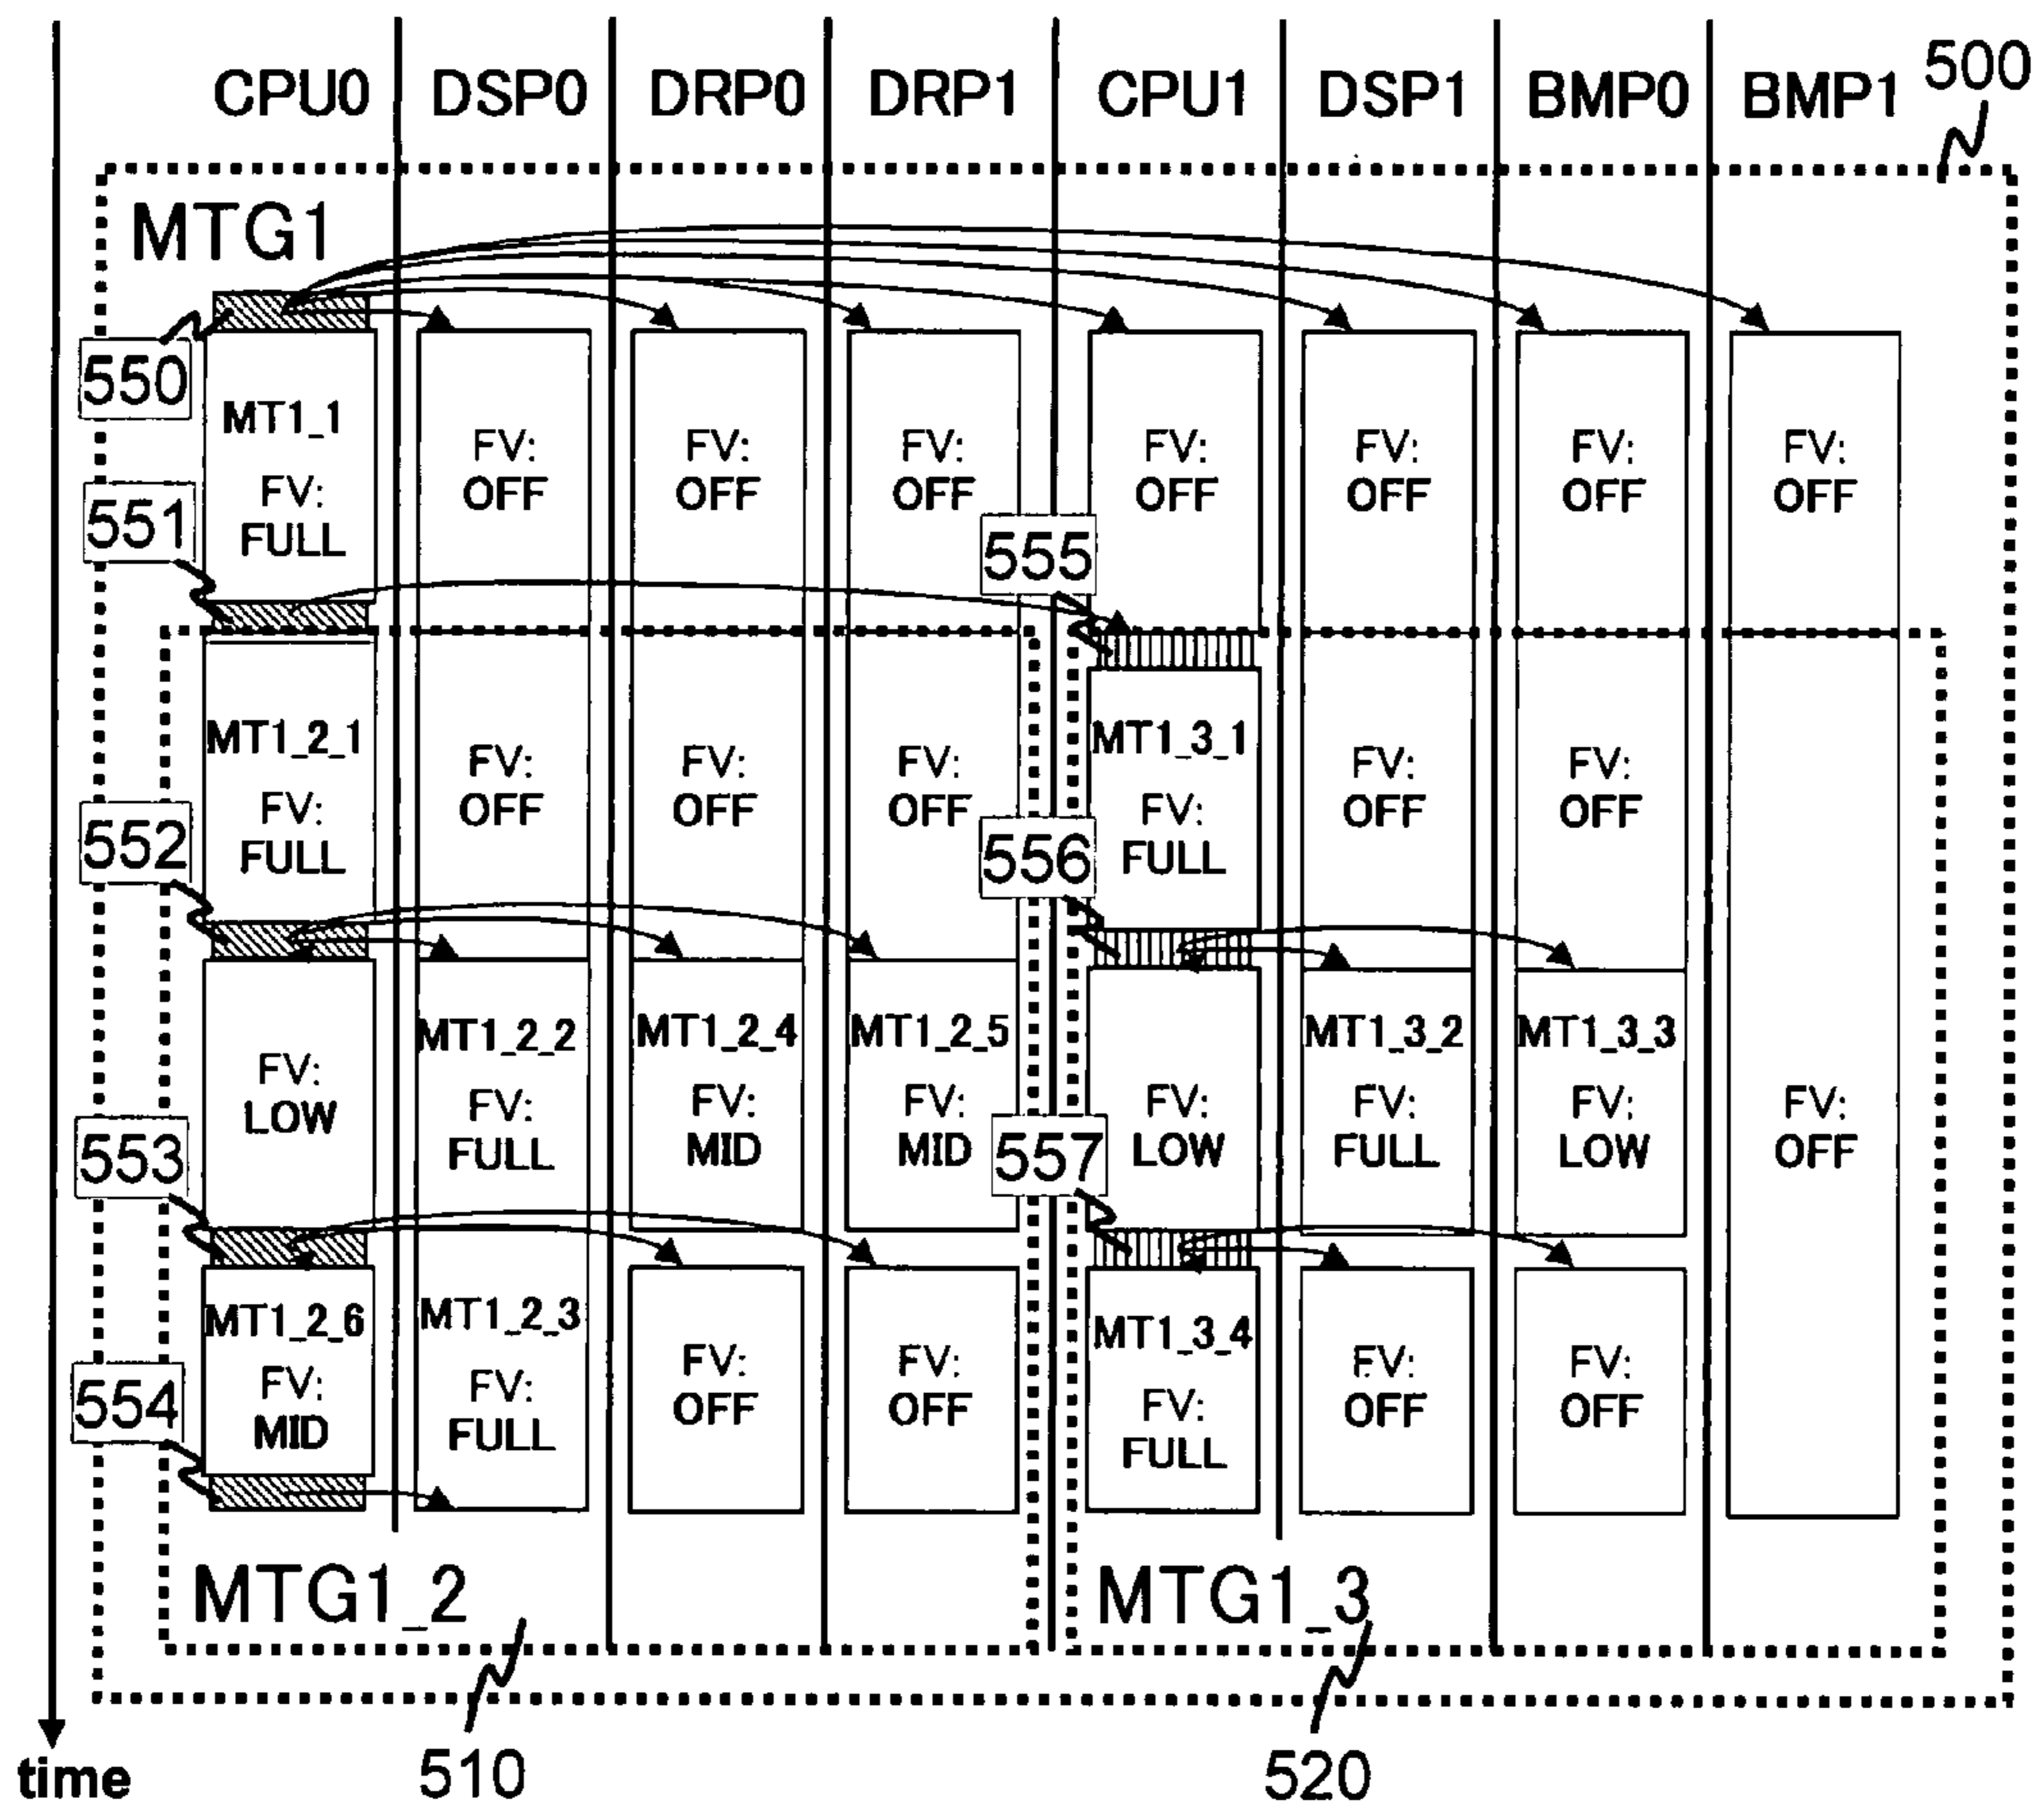 CPU0 DSP0 DRP0 DRP1 CPU1 DSP1 BMP0 BMP1 500
MTG1
550
MT1_1
FV:
FULL
FV:
OFF
FV:
OFF
FV:
OFF
FV:
OFF
FV:
OFF
FV:
OFF
FV:
OFF
551
555
MT1_2_1
FV:
FULL
FV:
OFF
FV:
OFF
FV:
OFF
MT1_3_1
FV:
FULL
FV:
OFF
FV:
OFF
552
556
FV:
LOW
MT1_2_2
FV:
FULL
MT1_2_4
FV:
MID
MT1_2_5
FV:
MID
FV:
LOW
MT1_3_2
FV:
FULL
MT1_3_3
FV:
LOW
FV:
OFF
553
557
MT1_2_6
FV:
MID
MT1_2_3
FV:
FULL
FV:
OFF
FV:
OFF
MT1_3_4
FV:
FULL
FV:
OFF
FV:
OFF
554
MTG1_2
MTG1_3
time
510
520